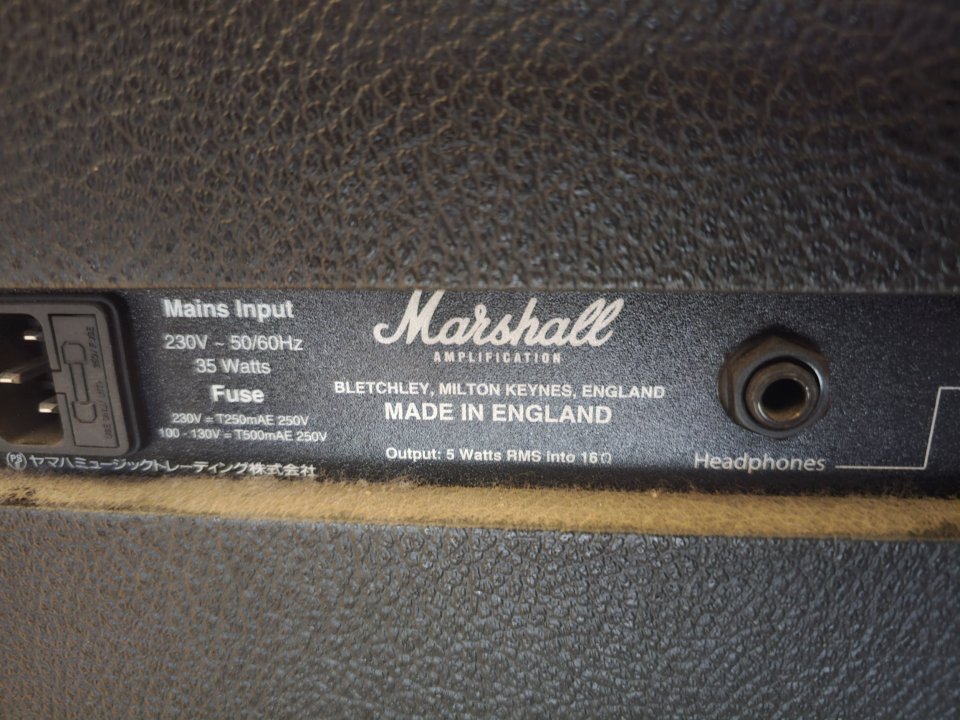 Mains Input
230V ~ 50/60Hz
35 Watts
Fuse
230V = T250mAE 250V
100 - 130V = T500mAE 250V
PS ヤマハミュージックトレーディング株式会社
Marshall
AMPLIFICATION
BLETCHLEY, MILTON KEYNES, ENGLAND
MADE IN ENGLAND
Output: 5 Watts RMS into 16Ω
Headphones